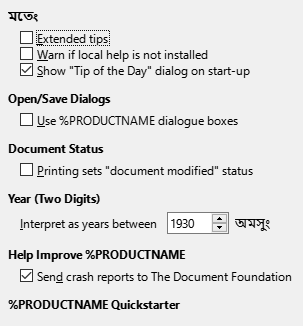 মতেং
Extended tips
Warn if local help is not installed
Show "Tip of the Day" dialog on start-up
Open/Save Dialogs
Use %PRODUCTNAME dialogue boxes
Document Status
Printing sets "document modified" status
Year (Two Digits)
Interpret as years between 1930 অমসুং
Help Improve %PRODUCTNAME
Send crash reports to The Document Foundation
%PRODUCTNAME Quickstarter